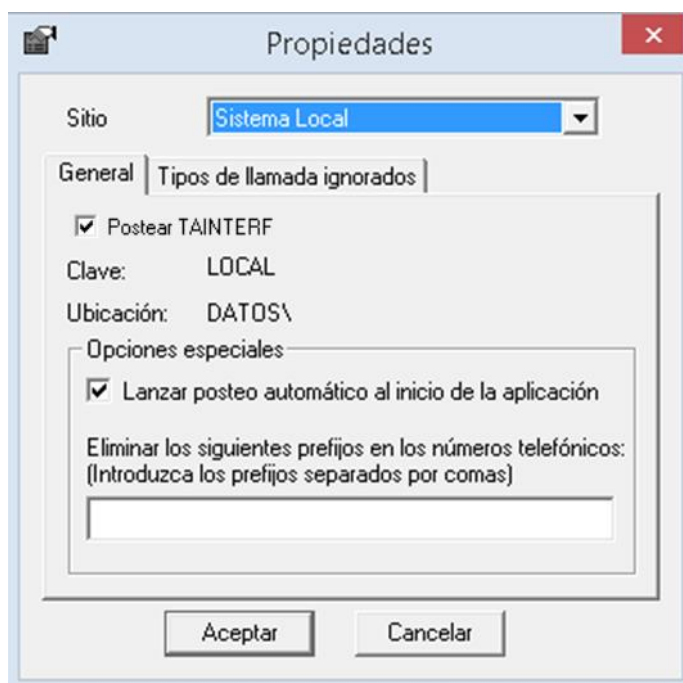 Propiedades
Sitio Sistema Local
General Tipos de llamada ignorados
Postear TAINTERF
Clave: LOCAL
Ubicación: DATOS\
Opciones especiales
Lanzar posteo automático al inicio de la aplicación
Eliminar los siguientes prefijos en los números telefónicos:
(Introduzca los prefijos separados por comas)
Aceptar Cancelar